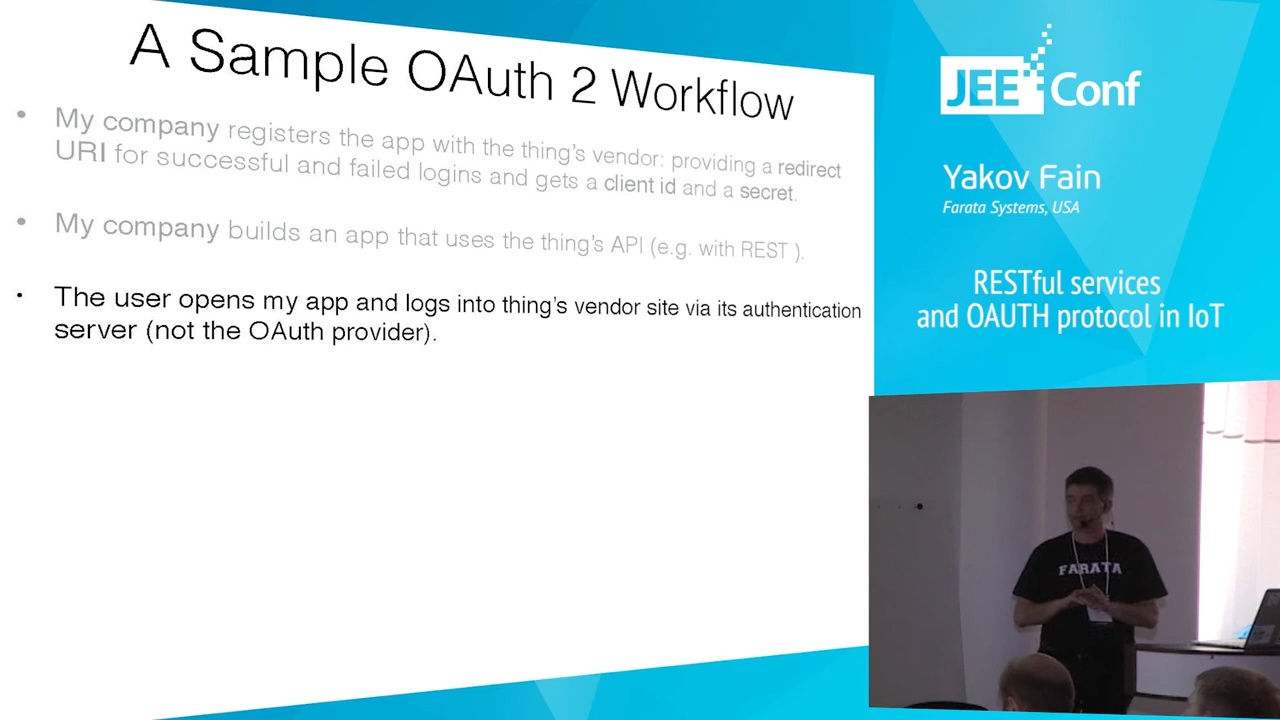 A Sample OAuth 2 Workflow
• My company registers the app with the thing's vendor: providing a redirect
URI for successful and failed logins and gets a client id and a secret.
• My company builds an app that uses the thing's API (e.g. with REST ).
• The user opens my app and logs into thing's vendor site via its authentication
server (not the OAuth provider).
JEE Conf
Yakov Fain
Farata Systems, USA
RESTful services
and OAUTH protocol in IoT
FARATA